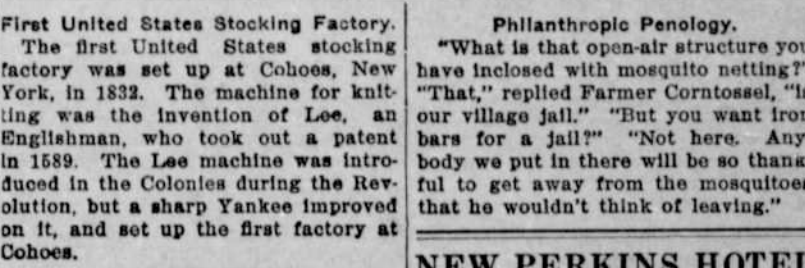 First United States Stocking Factory.
The first United States stocking
factory was set up at Cohoes, New
York, in 1832. The machine for knit-
ting was the invention of Lee, an
Englishman, who took out a patent
in 1589. The Lee machine was intro-
duced in the Colonies during the Rev-
olution, but a sharp Yankee improved
on it, and set up the first factory at
Cohoes.
Philanthropic Penology.
"What is that open-air structure you
have inclosed with mosquito netting?"
"That," replied Farmer Corntossel, "is
our village jail." "But you want iron
bars for a jail?" "Not here. Any-
body we put in there will be so thank-
ful to get away from the mosquitoes
that he wouldn't think of leaving."
NEW PERKINS HOTEL